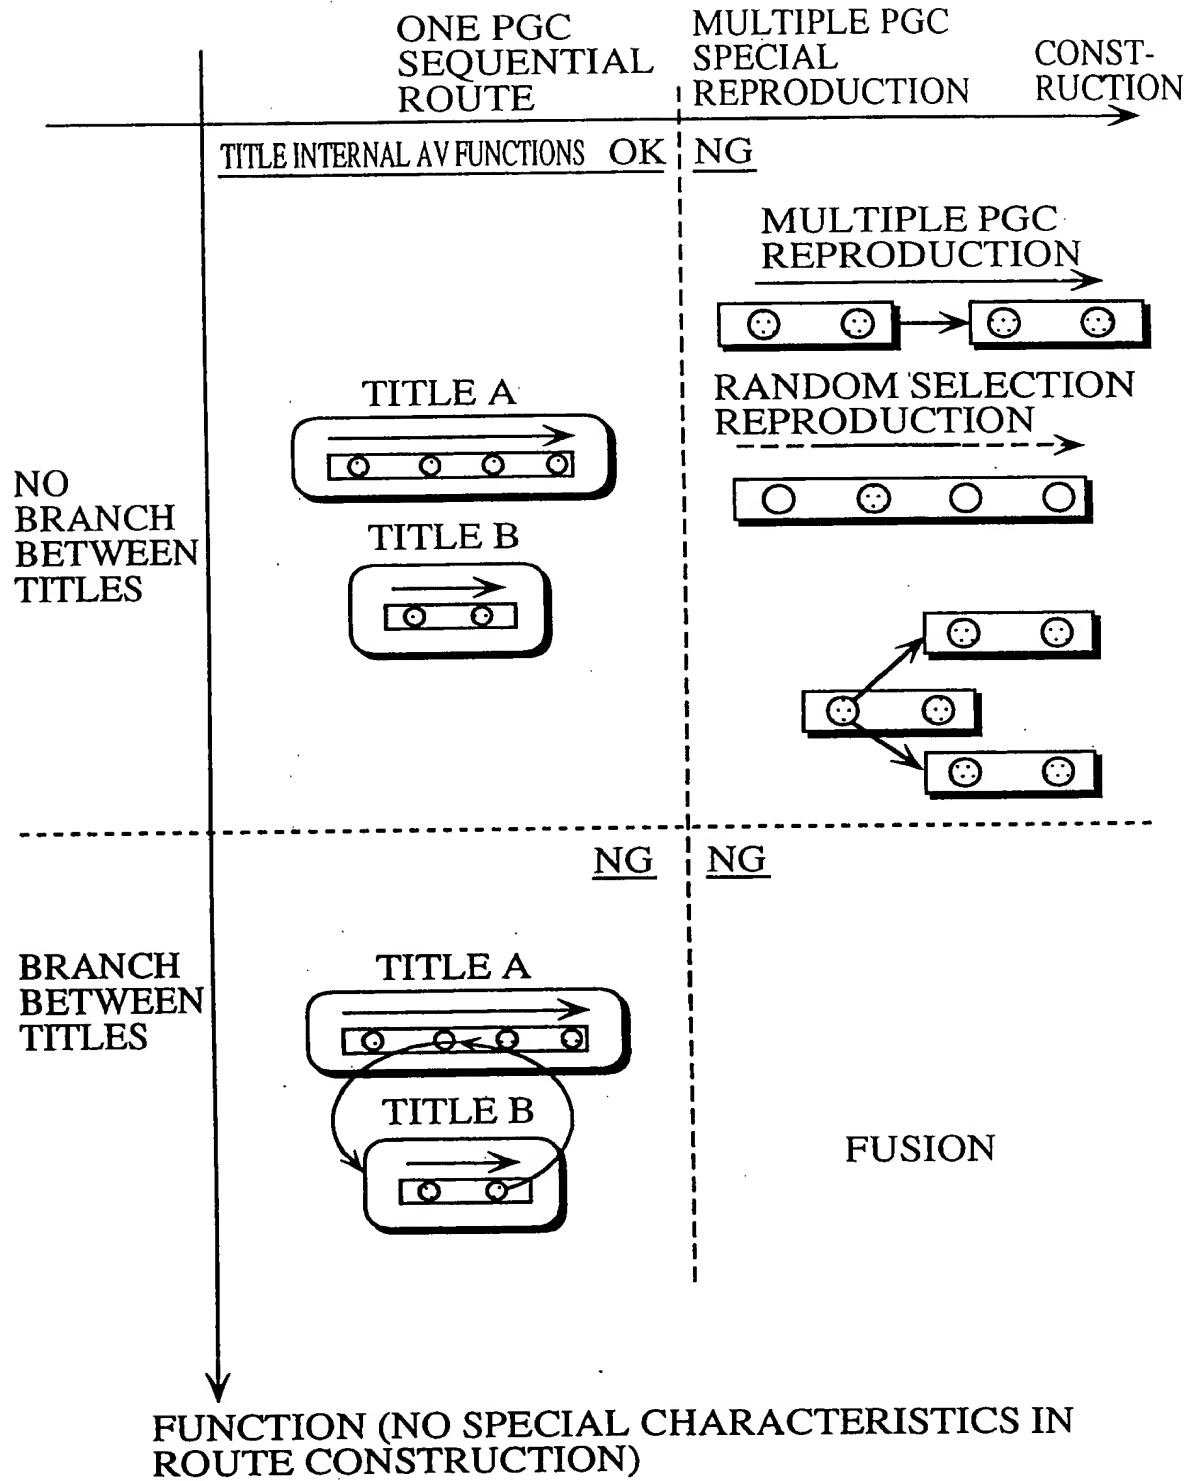 ONE PGC
SEQUENTIAL
ROUTE
MULTIPLE PGC
SPECIAL
REPRODUCTION
CONST-
RUCTION
TITLE INTERNAL AV FUNCTIONS OK
NG
MULTIPLE PGC
REPRODUCTION
RANDOM SELECTION
REPRODUCTION
TITLE A
TITLE B
NO
BRANCH
BETWEEN
TITLES
NG
NG
BRANCH
BETWEEN
TITLES
TITLE A
TITLE B
FUSION
FUNCTION (NO SPECIAL CHARACTERISTICS IN
ROUTE CONSTRUCTION)